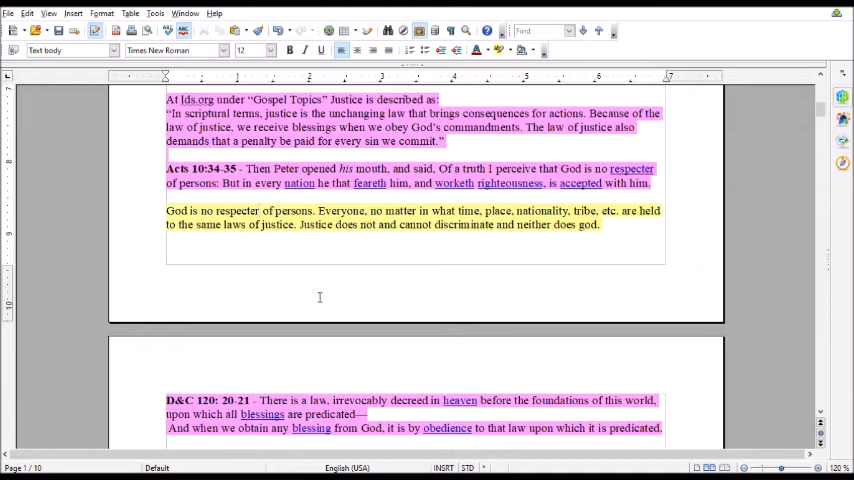 File Edit View Insert Format Table Tools Window Help
Find
Text body Times New Roman 12 B I U A
1 2 3 4 5 6 7
At lds.org under “Gospel Topics” Justice is described as:
“In scriptural terms, justice is the unchanging law that brings consequences for actions. Because of the
law of justice, we receive blessings when we obey God’s commandments. The law of justice also
demands that a penalty be paid for every sin we commit.”
Acts 10:34-35 - Then Peter opened his mouth, and said, Of a truth I perceive that God is no respecter
of persons: But in every nation he that feareth him, and worketh righteousness, is accepted with him.
God is no respecter of persons. Everyone, no matter in what time, place, nationality, tribe, etc. are held
to the same laws of justice. Justice does not and cannot discriminate and neither does god.
D&C 120: 20-21 - There is a law, irrevocably decreed in heaven before the foundations of this world,
upon which all blessings are predicated—
And when we obtain any blessing from God, it is by obedience to that law upon which it is predicated.
Page 1 / 10 Default English (USA) INSRT STD * 120 %